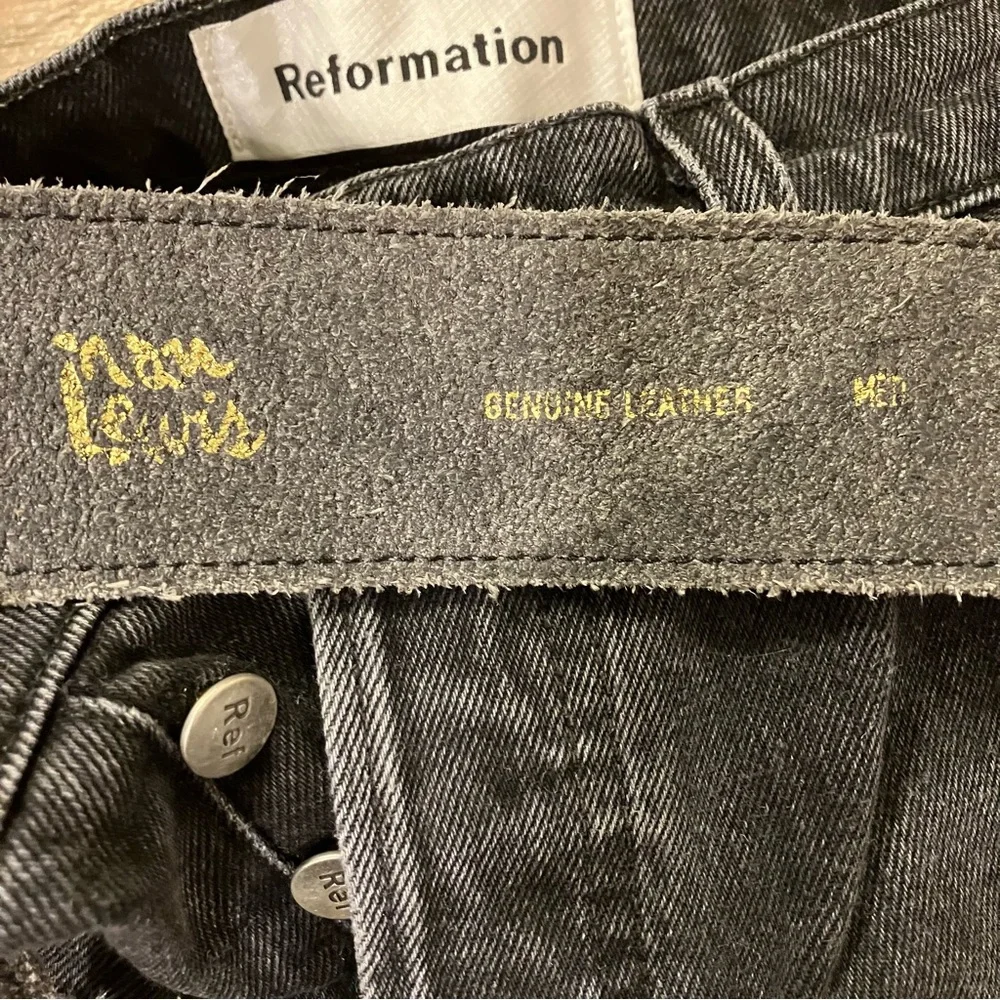 Reformation
nan
Lewis
GENUINE LEATHER MED
Ref
Ref